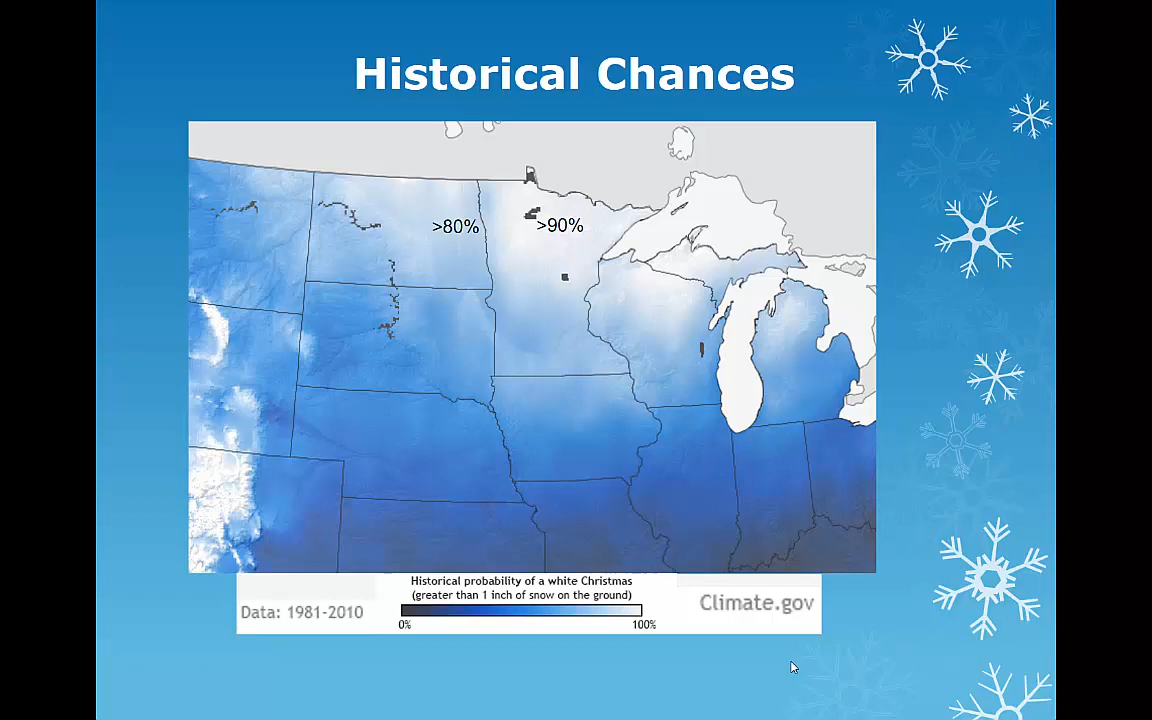 Historical Chances
>80%
>90%
Historical probability of a white Christmas
(greater than 1 inch of snow on the ground)
Data: 1981-2010
Climate.gov
0%
100%